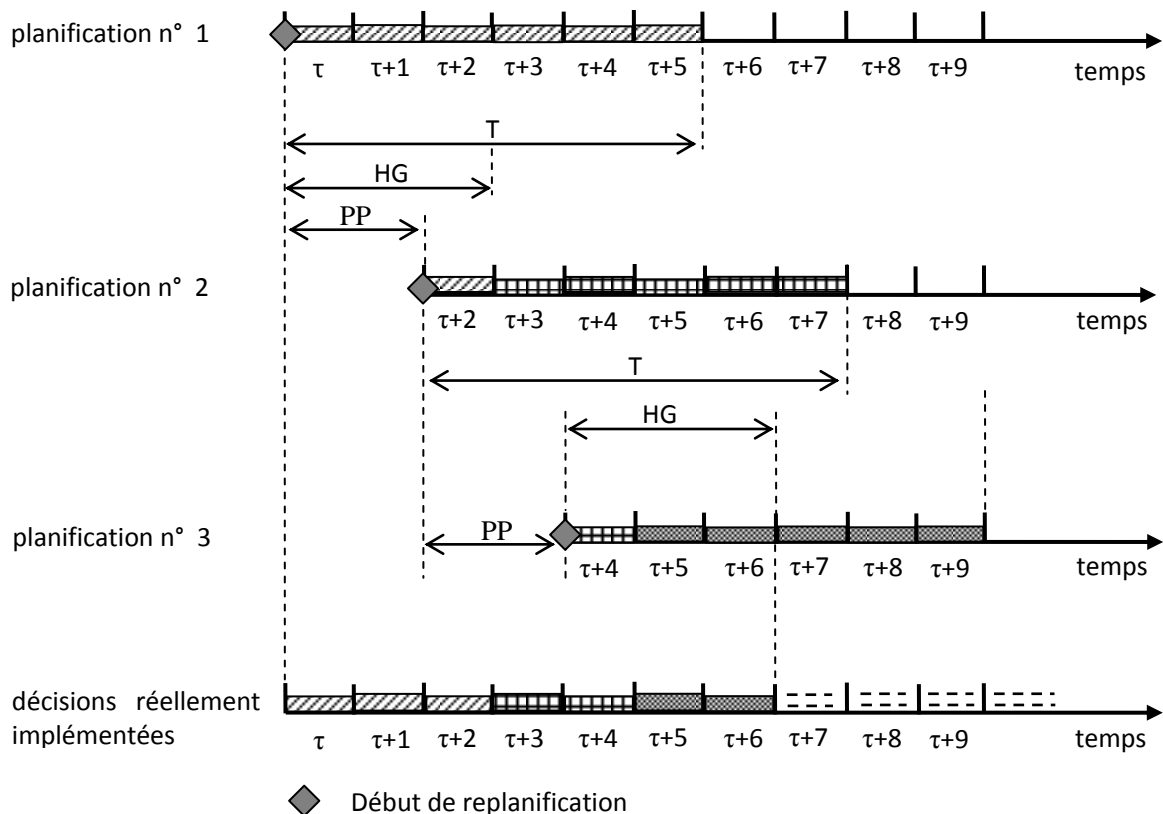 planification n° 1
τ τ+1 τ+2 τ+3 τ+4 τ+5 τ+6 τ+7 τ+8 τ+9 temps
T
HG
PP
planification n° 2
τ+2 τ+3 τ+4 τ+5 τ+6 τ+7 τ+8 τ+9 temps
T
HG
planification n° 3
PP
τ+4 τ+5 τ+6 τ+7 τ+8 τ+9 temps
décisions réellement
implémentées
τ τ+1 τ+2 τ+3 τ+4 τ+5 τ+6 τ+7 τ+8 τ+9 temps
Début de replanification